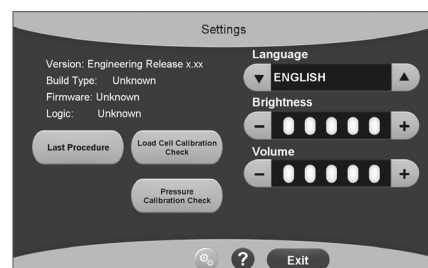 Settings
Version: Engineering Release x.xx
Build Type: Unknown
Firmware: Unknown
Logic: Unknown
Last Procedure
Load Cell Calibration
Check
Pressure
Calibration Check
Language
ENGLISH
Brightness
- +
Volume
- +
? Exit